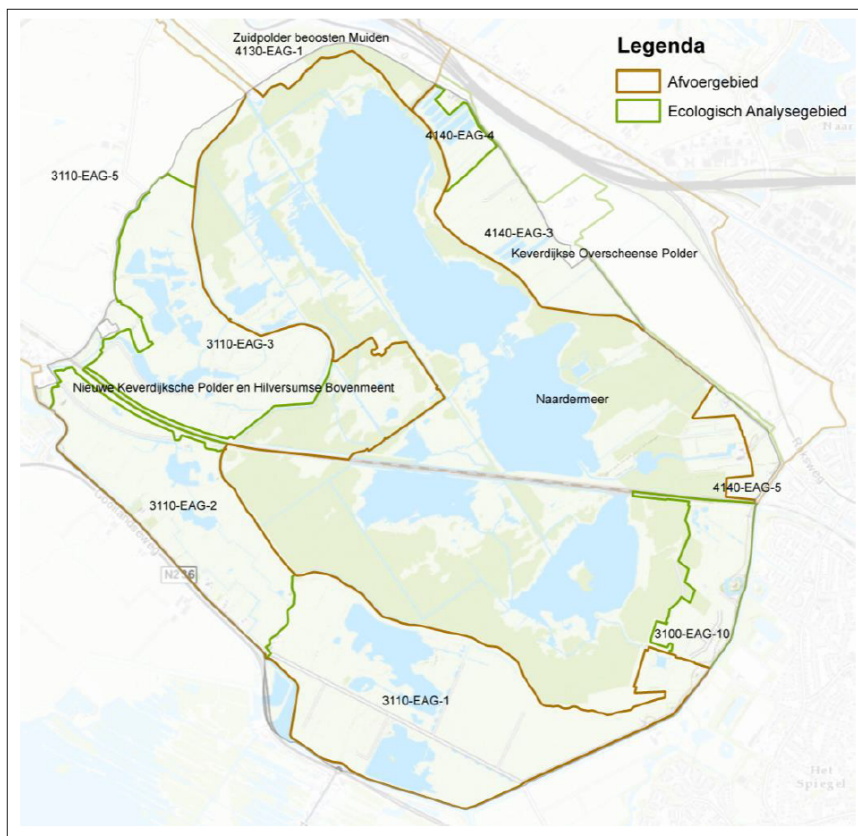 Zuidpolder beoosten Muiden
4130-EAG-1
Legenda
Afvoergebied
Ecologisch Analysegebied
4140-EAG-4
3110-EAG-5
4140-EAG-3
Keverdijkse Overscheense Polder
3110-EAG-3
Nieuwe Keverdijksche Polder en Hilversumse Bovenmeent
Naardermeer
Rijksweg
4140-EAG-5
3110-EAG-2
N236
3100-EAG-10
3110-EAG-1
Het
Spiegel